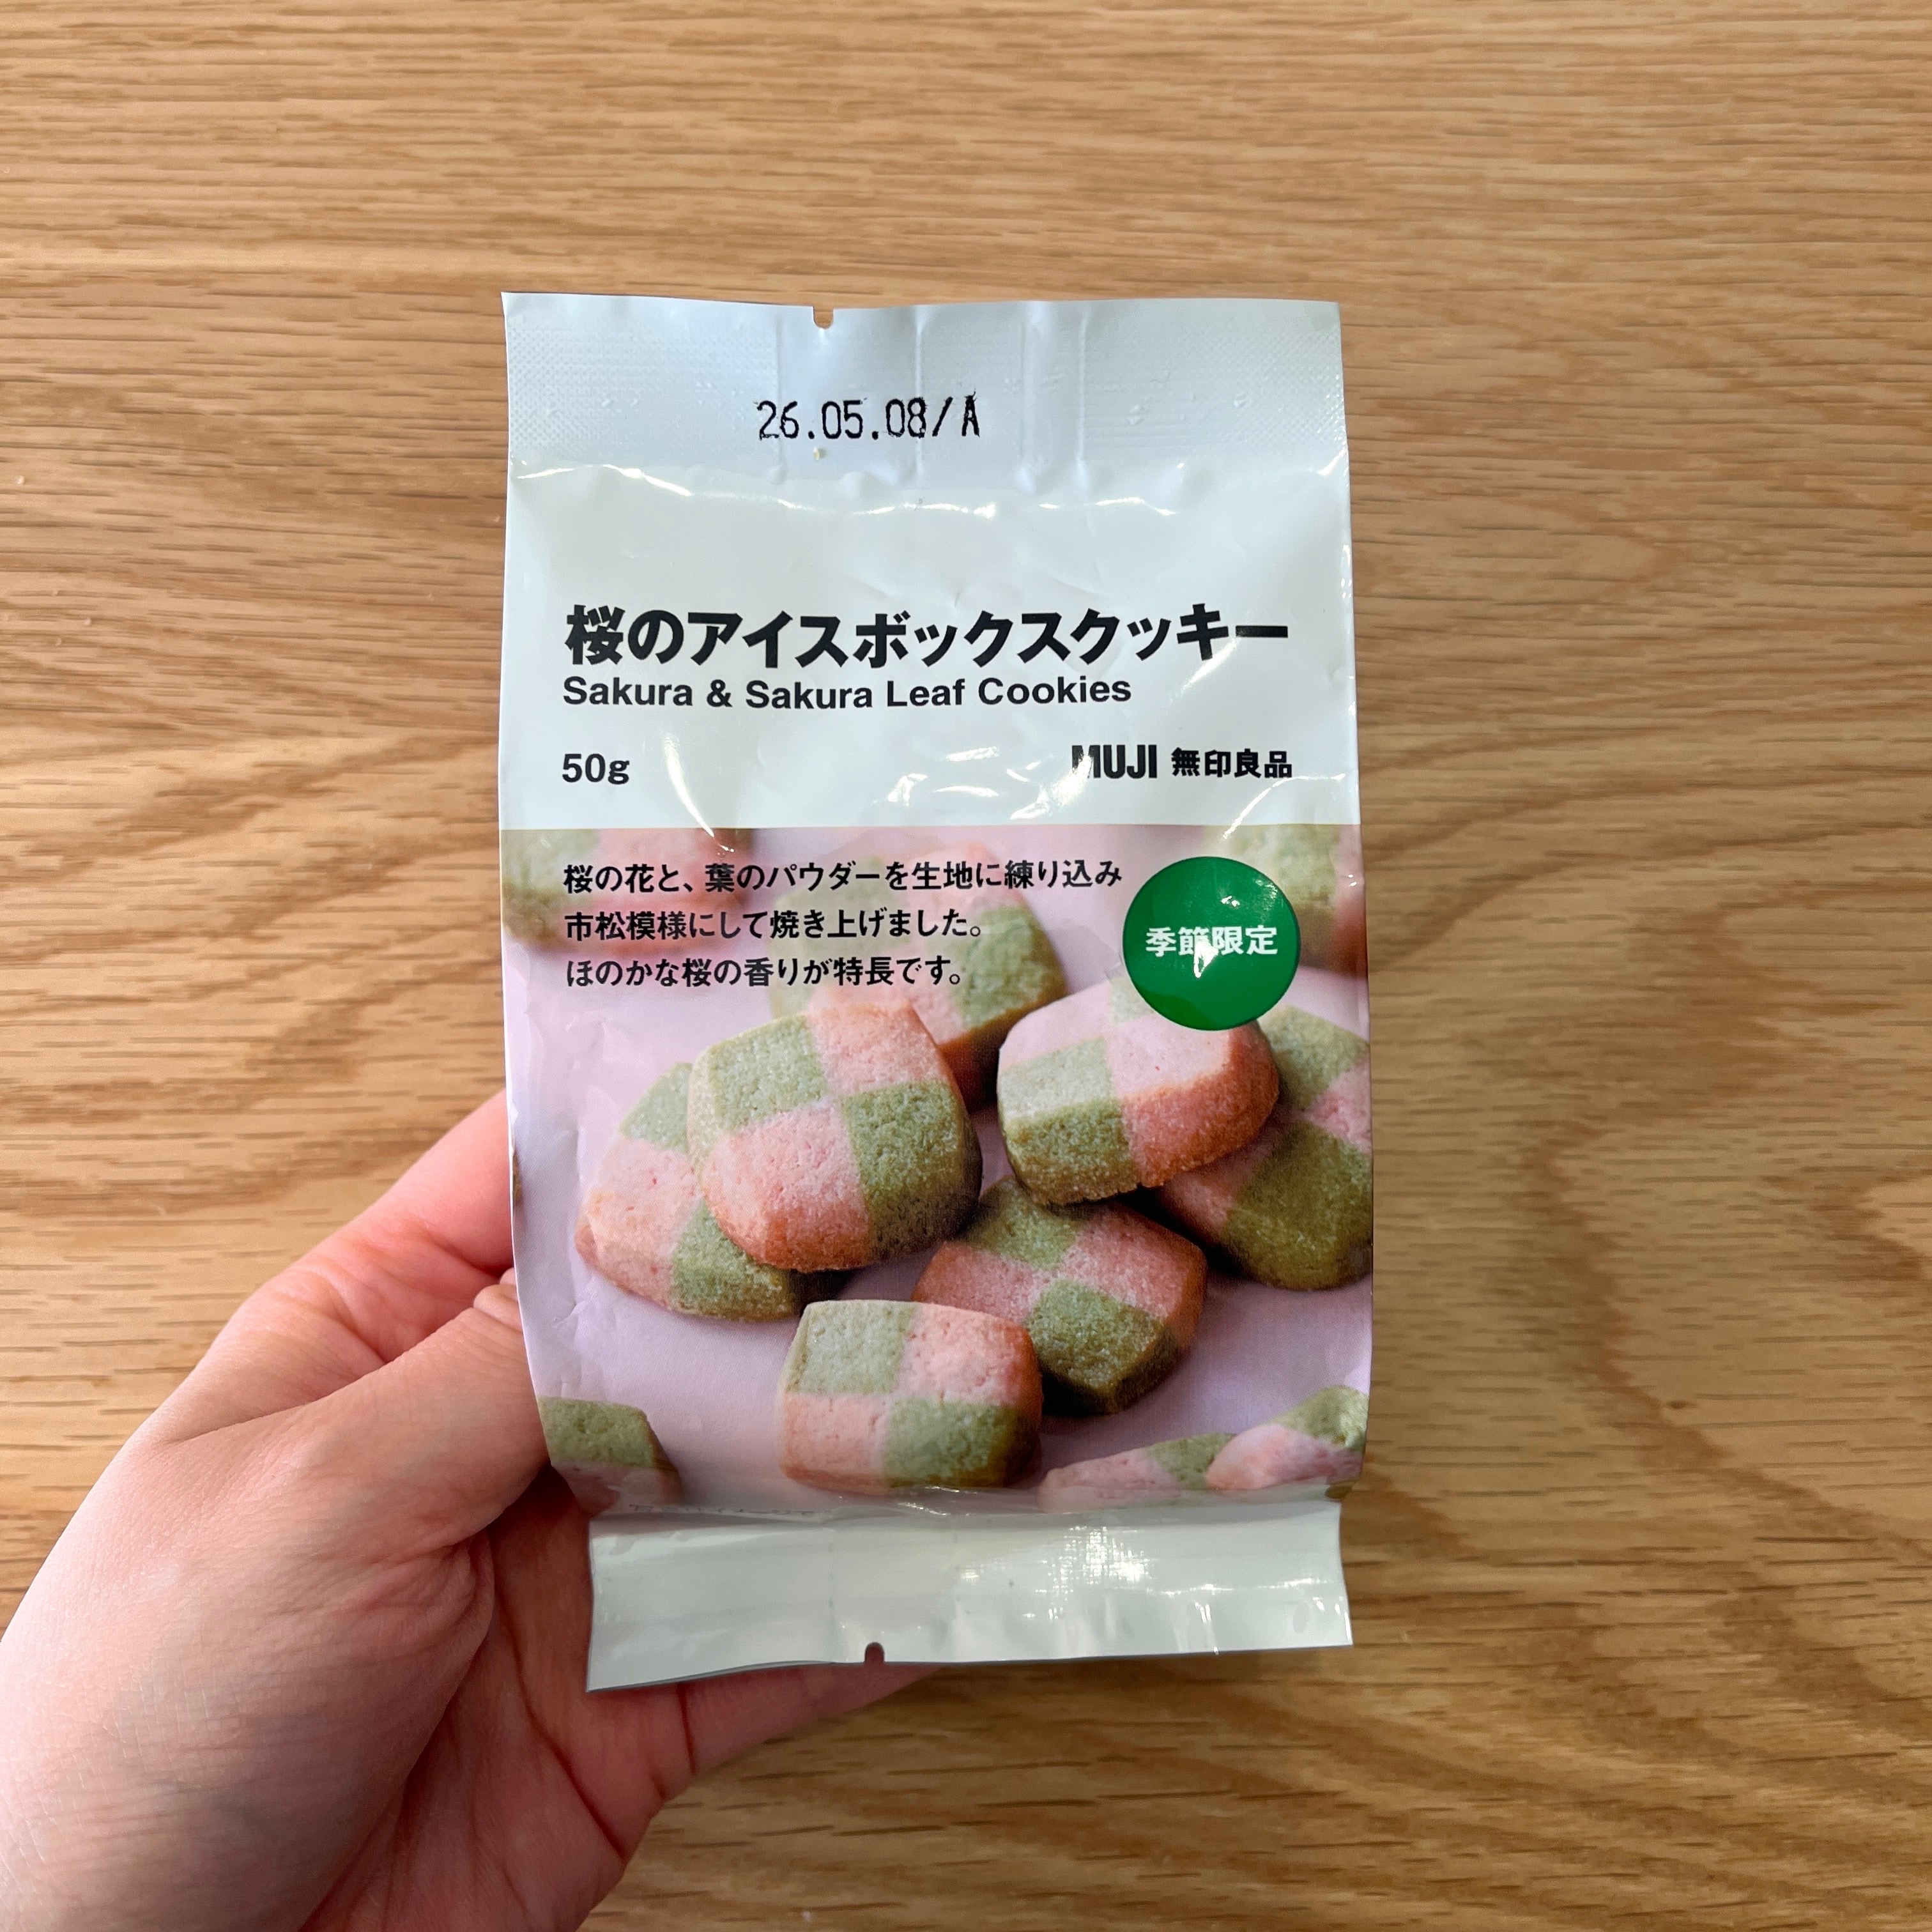 26.05.08/A
桜のアイスボックスクッキー
Sakura & Sakura Leaf Cookies
50g
MUJI 無印良品
桜の花と、葉のパウダーを生地に練り込み
市松模様にして焼き上げました。
ほのかな桜の香りが特長です。
季節限定